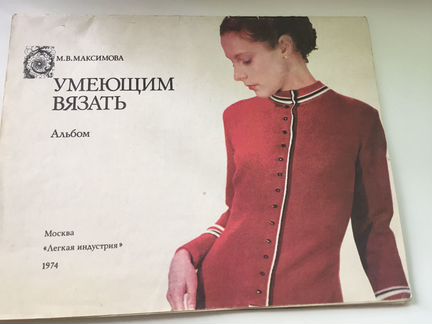 М.В.МАКСИМОВА
УМЕЮЩИМ
ВЯЗАТЬ
Альбом
Москва
«Легкая индустрия»
1974